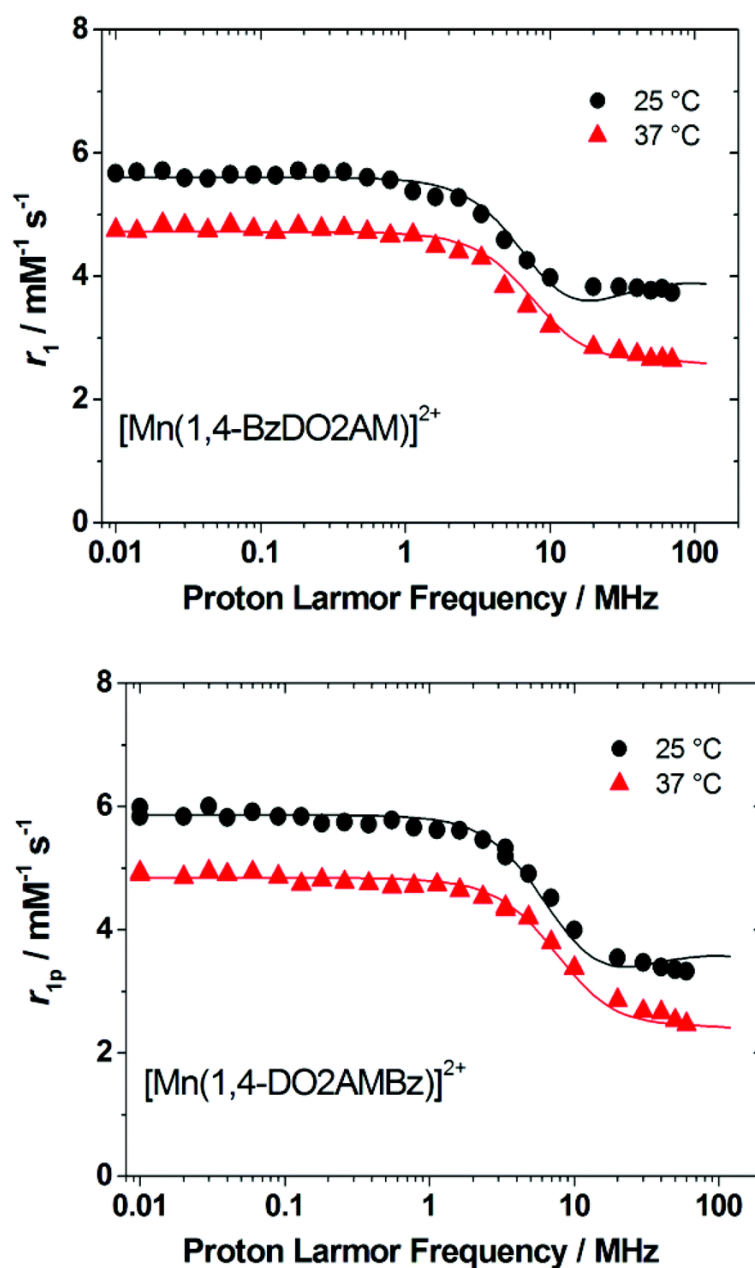 8
6
4
2
0
r₁ / mM⁻¹ s⁻¹
25 °C
37 °C
[Mn(1,4-BzDO2AM)]²⁺
0.01 0.1 1 10 100
Proton Larmor Frequency / MHz
8
6
4
2
0
r₁ₚ / mM⁻¹ s⁻¹
25 °C
37 °C
[Mn(1,4-DO2AMBz)]²⁺
0.01 0.1 1 10 100
Proton Larmor Frequency / MHz